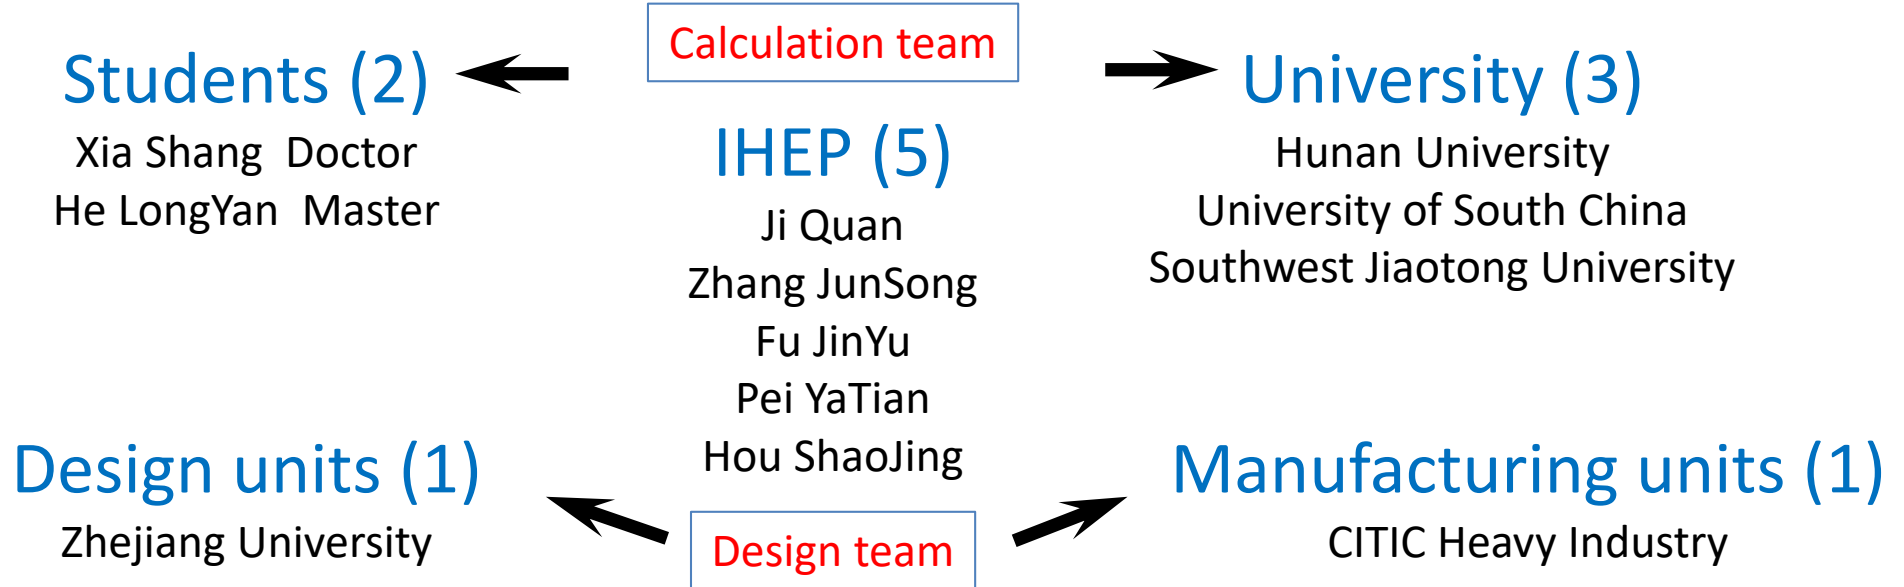 Calculation team
Students (2)
Xia Shang  Doctor
He LongYan  Master
IHEP (5)
Ji Quan
Zhang JunSong
Fu JinYu
Pei YaTian
Hou ShaoJing
University (3)
Hunan University
University of South China
Southwest Jiaotong University
Design units (1)
Zhejiang University
Design team
Manufacturing units (1)
CITIC Heavy Industry